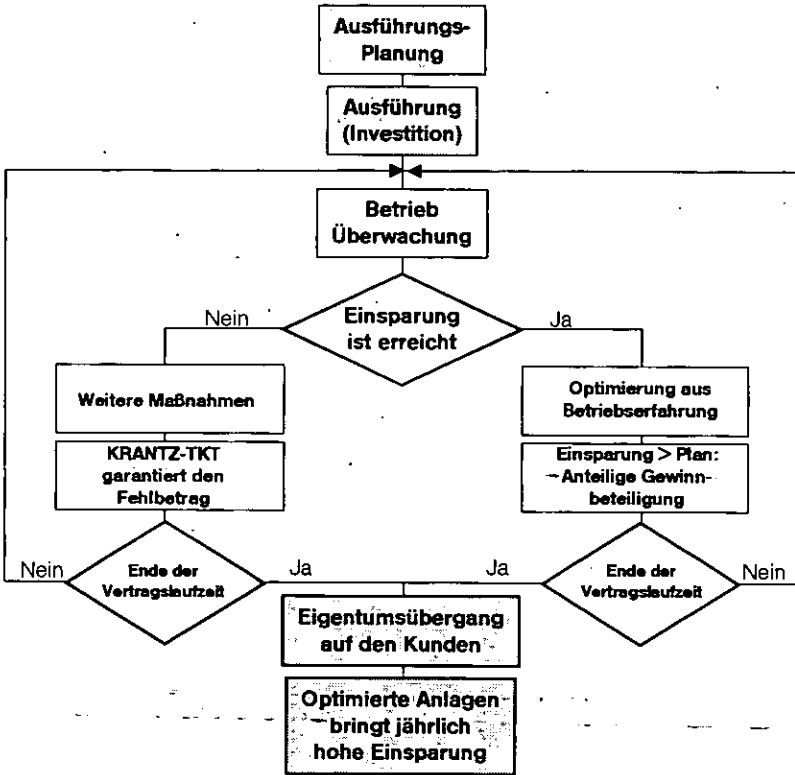 Ausführungs-
Planung
Ausführung
(Investition)
Betrieb
Überwachung
Einsparung
ist erreicht
Nein
Ja
Weitere Maßnahmen
Optimierung aus
Betriebserfahrung
KRANTZ-TKT
garantiert den
Fehlbetrag
Einsparung > Plan:
Anteilige Gewinn-
beteiligung
Nein
Ende der
Vertragslaufzeit
Ja
Ja
Ende der
Vertragslaufzeit
Nein
Eigentumsübergang
auf den Kunden
Optimierte Anlagen
bringt jährlich
hohe Einsparung